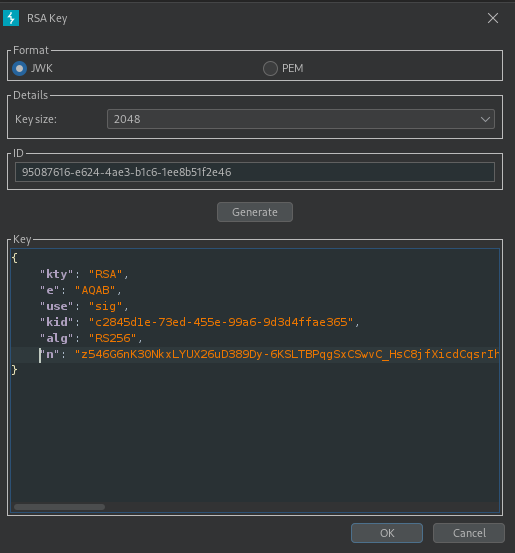 RSA Key
Format
JWK
PEM
Details
Key size:
2048
ID
95087616-e624-4ae3-b1c6-1ee8b51f2e46
Generate
Key
{
"kty": "RSA",
"e": "AQAB",
"use": "sig",
"kid": "c2845d1e-73ed-455e-99a6-9d3d4ffae365",
"alg": "RS256",
"n": "z546G6nK30NkxLYUX26uD389Dy-6KSLTBPqgSxCSwvC_HsC8jfXicdCqsrIh
}
OK
Cancel